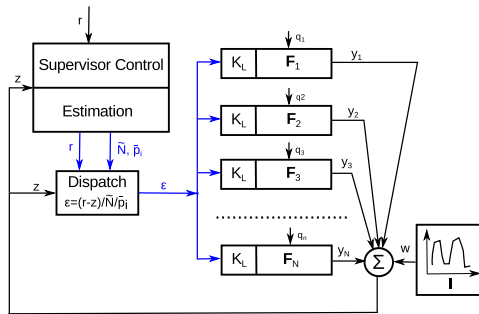 r
Supervisor Control
z
Estimation
r
Ñ, p̄ᵢ
z
Dispatch
ε=(r-z)/Ñ/p̄ᵢ
ε
q₁
K_L F₁
y₁
q2
K_L F₂
y₂
q₃
K_L F₃
y₃
qₙ
K_L F_N
y_N
Σ
w
I